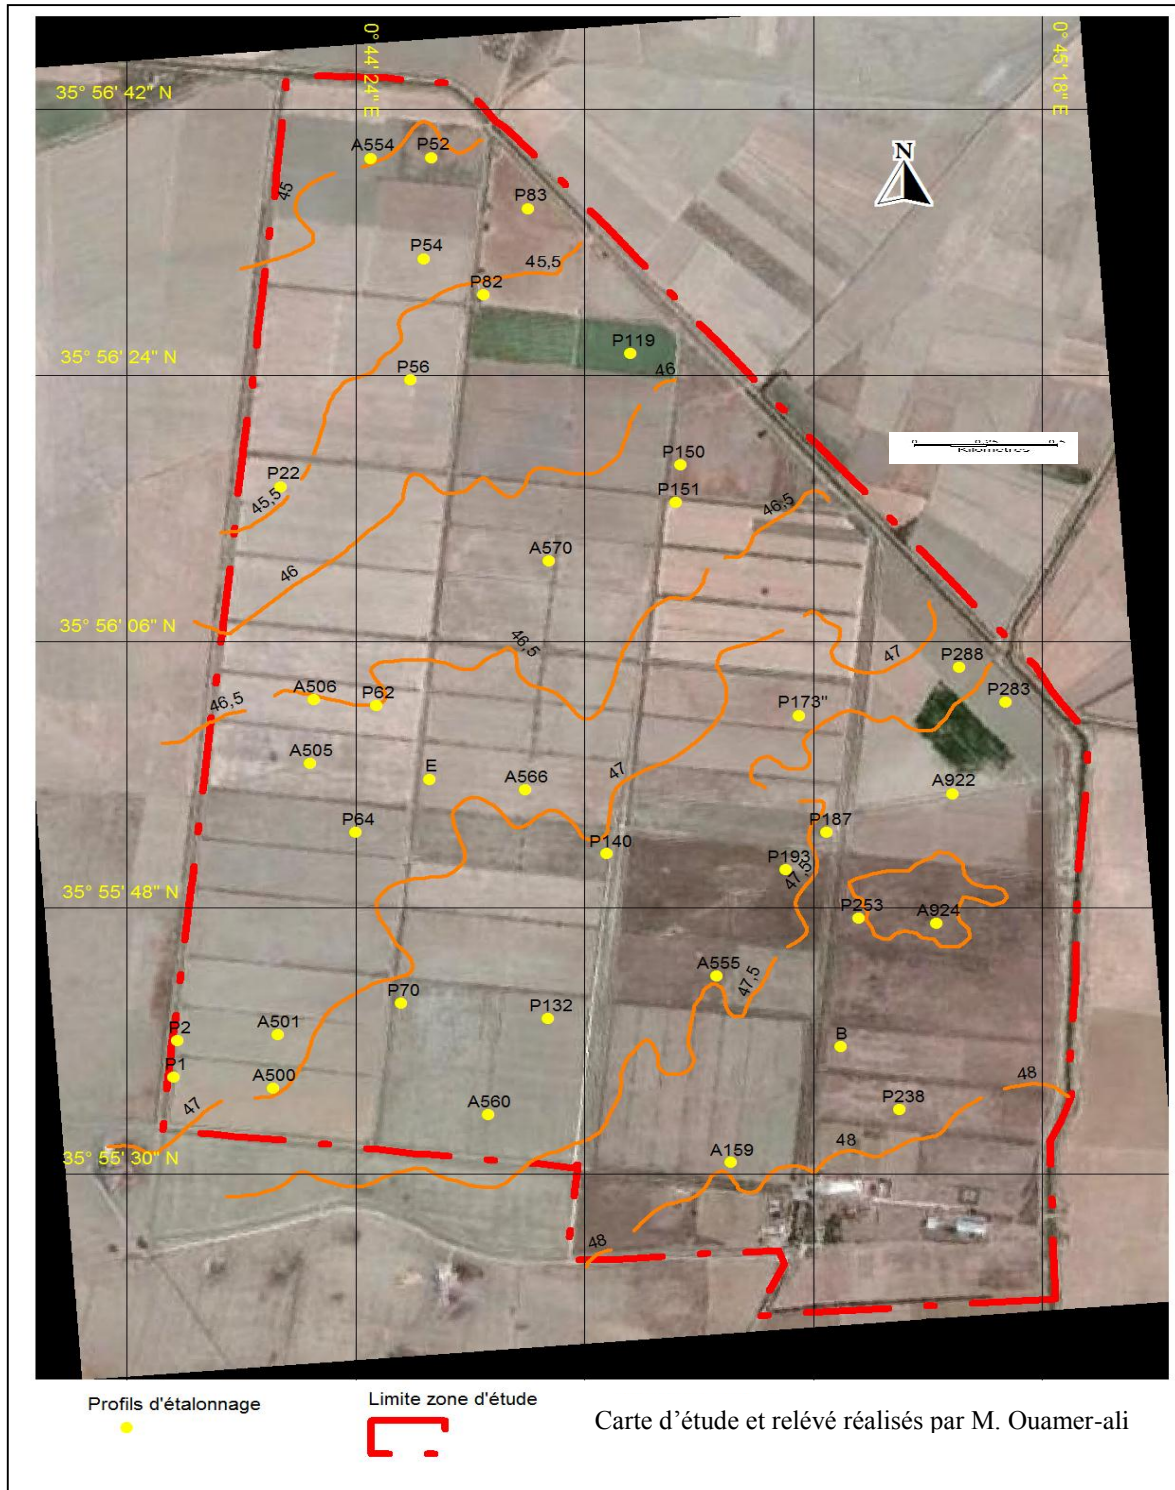 0° 44' 24" E
0° 45' 18" E
35° 56' 42" N
N
A554
P52
45
P83
P54
45,5
P82
P119
35° 56' 24" N
P56
46
P150
P22
P151
45,5
46,5
A570
46
35° 56' 06" N
46,5
47
P288
A506
P62
P283
46,5
P173"
A505
E
A566
47
A922
P64
P187
P140
P193
47,5
35° 55' 48" N
P253
A924
A555
47,5
P70
P132
P2
A501
B
P1
A500
48
47
A560
P238
48
35° 55' 30" N
A159
48
Profils d'étalonnage
Limite zone d'étude
Carte d'étude et relévé réalisés par M. Ouamer-ali